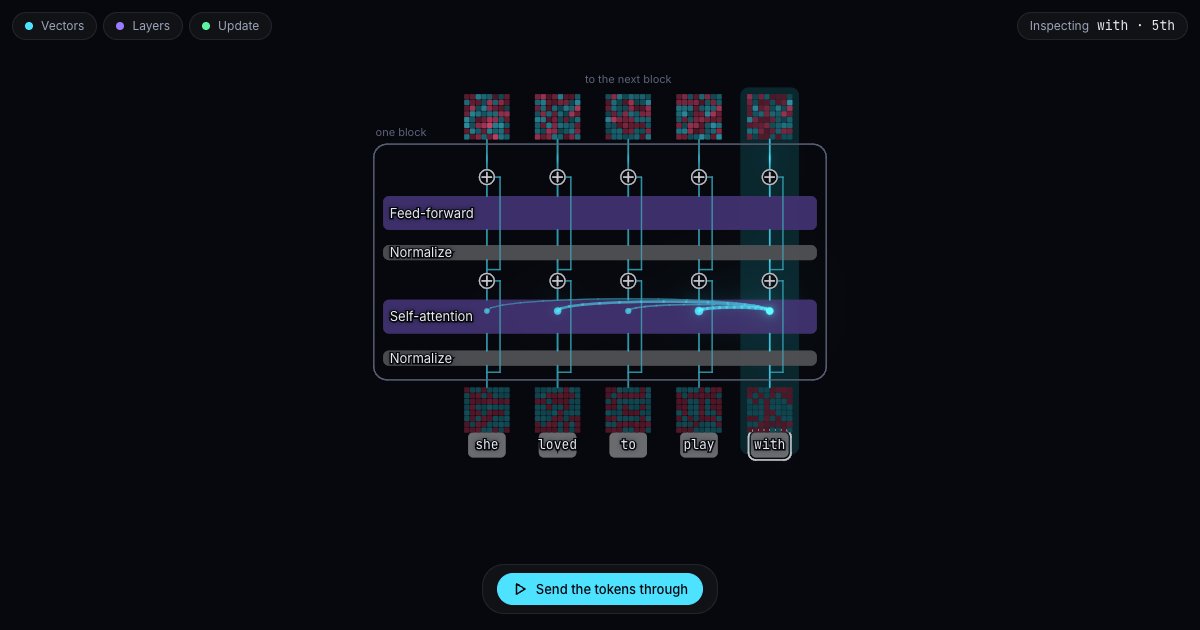 Vectors
Layers
Update
Inspecting with · 5th
to the next block
one block
Feed-forward
Normalize
Self-attention
Normalize
she
loved
to
play
with
Send the tokens through